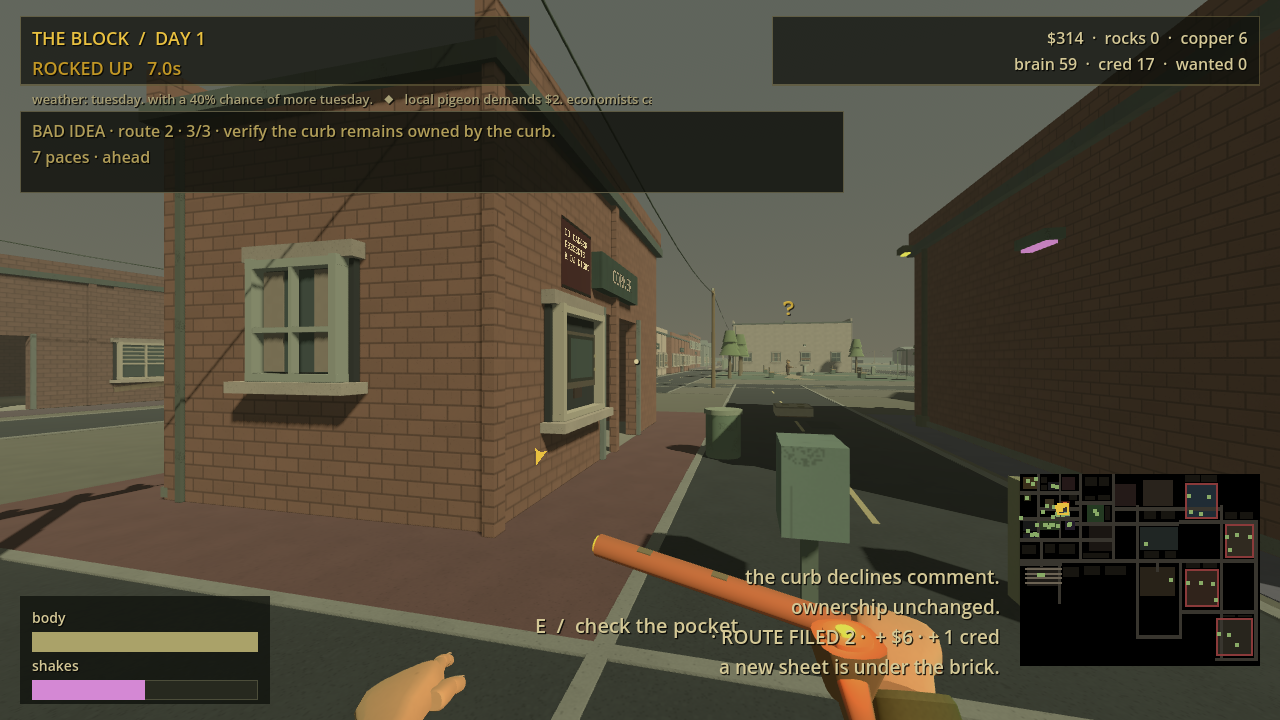 THE BLOCK / DAY 1
ROCKED UP 7.0s
$314 · rocks 0 · copper 6
brain 59 · cred 17 · wanted 0
weather: tuesday. with a 40% chance of more tuesday. ◆ local pigeon demands $2. economists
BAD IDEA · route 2 · 3/3 · verify the curb remains owned by the curb.
7 paces · ahead
?
the curb declines comment.
ownership unchanged.
E / check the pocket
ROUTE FILED 2 · + $6 · + 1 cred
a new sheet is under the brick.
body
shakes